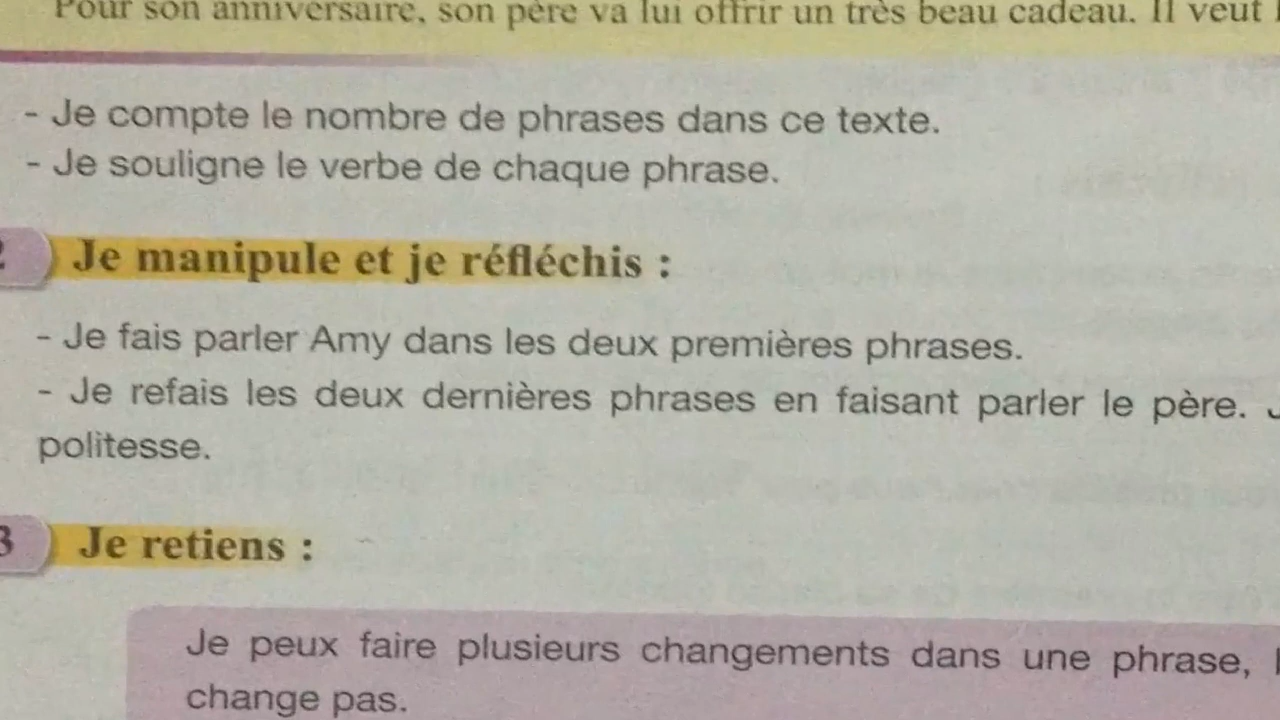 Pour son anniversaire, son père va lui offrir un très beau cadeau. Il veut
- Je compte le nombre de phrases dans ce texte.
- Je souligne le verbe de chaque phrase.
2 Je manipule et je réfléchis :
- Je fais parler Amy dans les deux premières phrases.
- Je refais les deux dernières phrases en faisant parler le père.
politesse.
3 Je retiens :
Je peux faire plusieurs changements dans une phrase,
change pas.